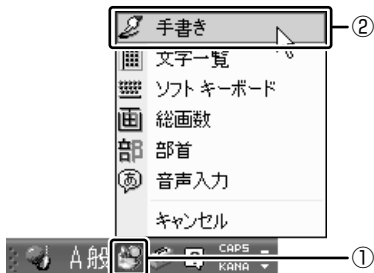 手書き ②
文字一覧
ソフト キーボード
総画数
部首
音声入力
キャンセル
A 般 CAPS KANA ①